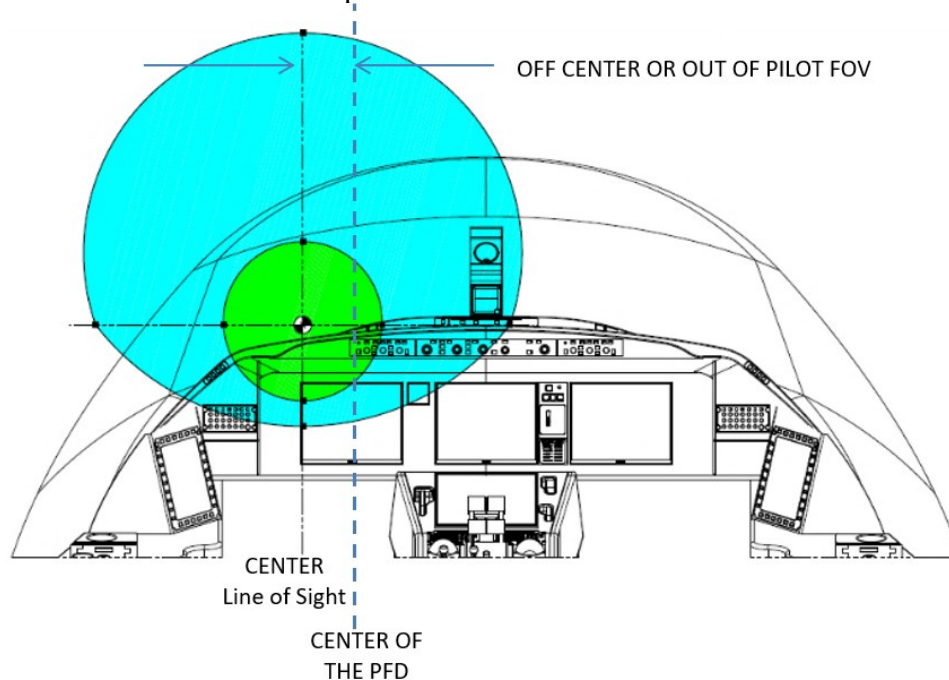 OFF CENTER OR OUT OF PILOT FOV
CENTER
Line of Sight
CENTER OF
THE PFD